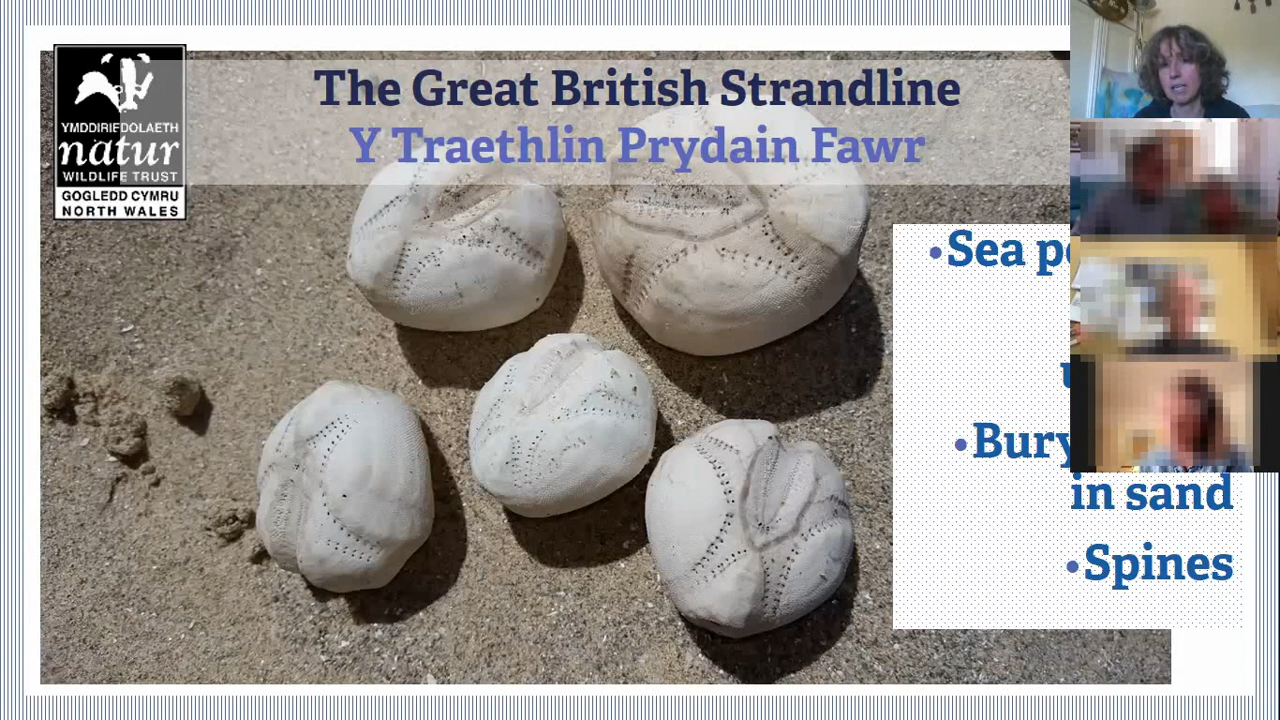 The Great British Strandline
Y Traethlin Prydain Fawr
YMDDIRIEDOLAETH
natur
WILDLIFE TRUST
GOGLEDD CYMRU
NORTH WALES
•Sea
•
in sand
•Spines